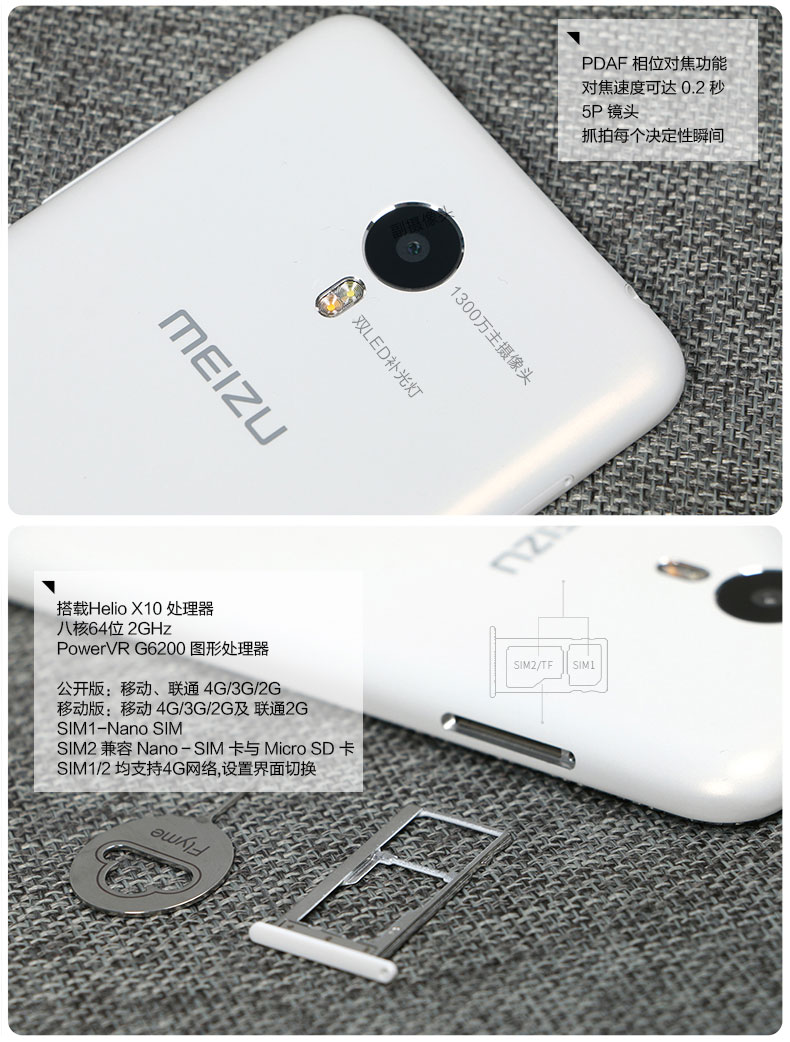 PDAF 相位对焦功能
对焦速度可达 0.2 秒
5P 镜头
抓拍每个决定性瞬间
副摄像头
1300万主摄像头
双LED补光灯
MEIZU
搭载Helio X10 处理器
八核64位 2GHz
PowerVR G6200 图形处理器
公开版：移动、联通 4G/3G/2G
移动版：移动 4G/3G/2G及 联通2G
SIM1-Nano SIM
SIM2 兼容 Nano – SIM 卡与 Micro SD 卡
SIM1/2 均支持4G网络,设置界面切换
IZU
SIM2/TF
SIM1
Flyme